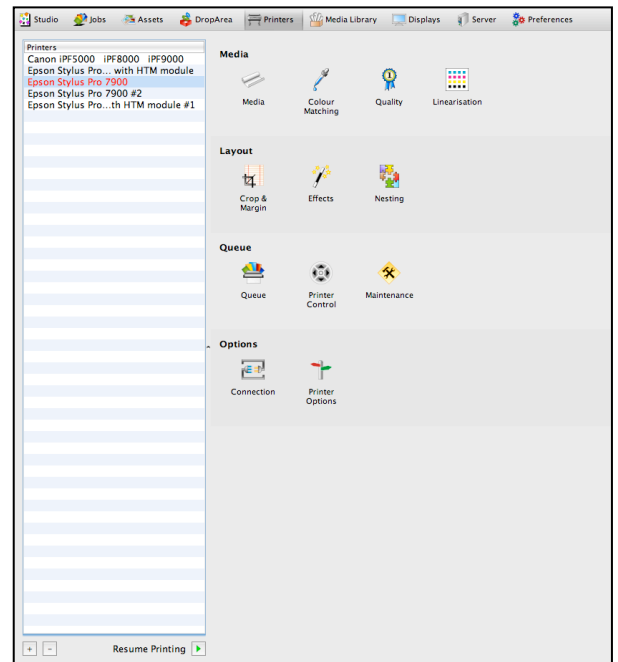 Studio Jobs Assets DropArea Printers Media Library Displays Server Preferences
Printers
Canon iPF5000 iPF8000 iPF9000
Epson Stylus Pro... with HTM module
Epson Stylus Pro 7900
Epson Stylus Pro 7900 #2
Epson Stylus Pro...th HTM module #1
Media
Media Colour Matching Quality Linearisation
Layout
Crop & Margin Effects Nesting
Queue
Queue Printer Control Maintenance
Options
Connection Printer Options
+ - Resume Printing